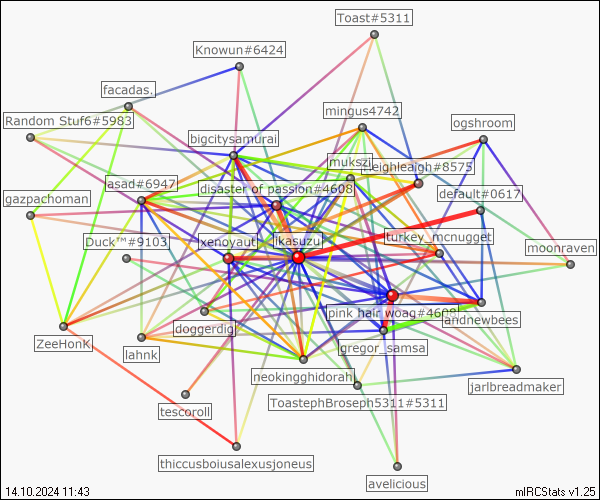 Toast#5311
Knowun#6424
facadas.
mingus4742
Random Stuf6#5983
ogshroom
bigcitysamurai
mukszi
Leighleigh#8575
asad#6947
disaster of passion#4608
default#0617
gazpachoman
Duck™#9103
xenoyaut
ikasuzu
turkey_mcnugget
moonraven
doggerdigj
pink hair woag#4608
andnewbees
ZeeHonK
lahnk
gregor_samsa
neokingghidorah
jarlbreadmaker
ToastephBroseph5311#5311
tescoroll
thiccusboiusalexusjoneus
avelicious
14.10.2024 11:43
mIRCStats v1.25